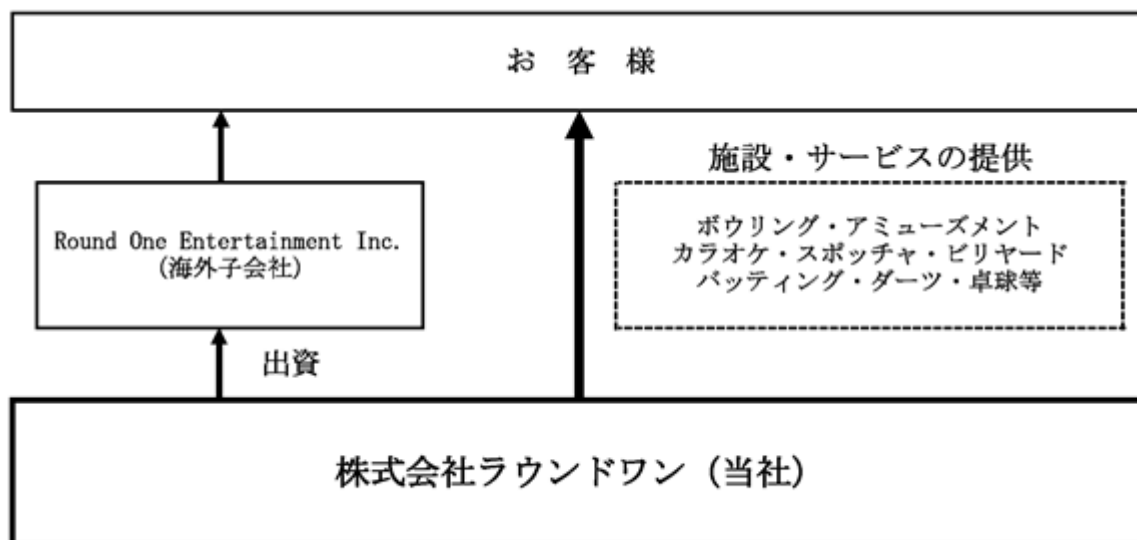 お 客 様
施設・サービスの提供
Round One Entertainment Inc.
(海外子会社)
ボウリング・アミューズメント
カラオケ・スポッチャ・ビリヤード
バッティング・ダーツ・卓球等
出資
株式会社ラウンドワン（当社）